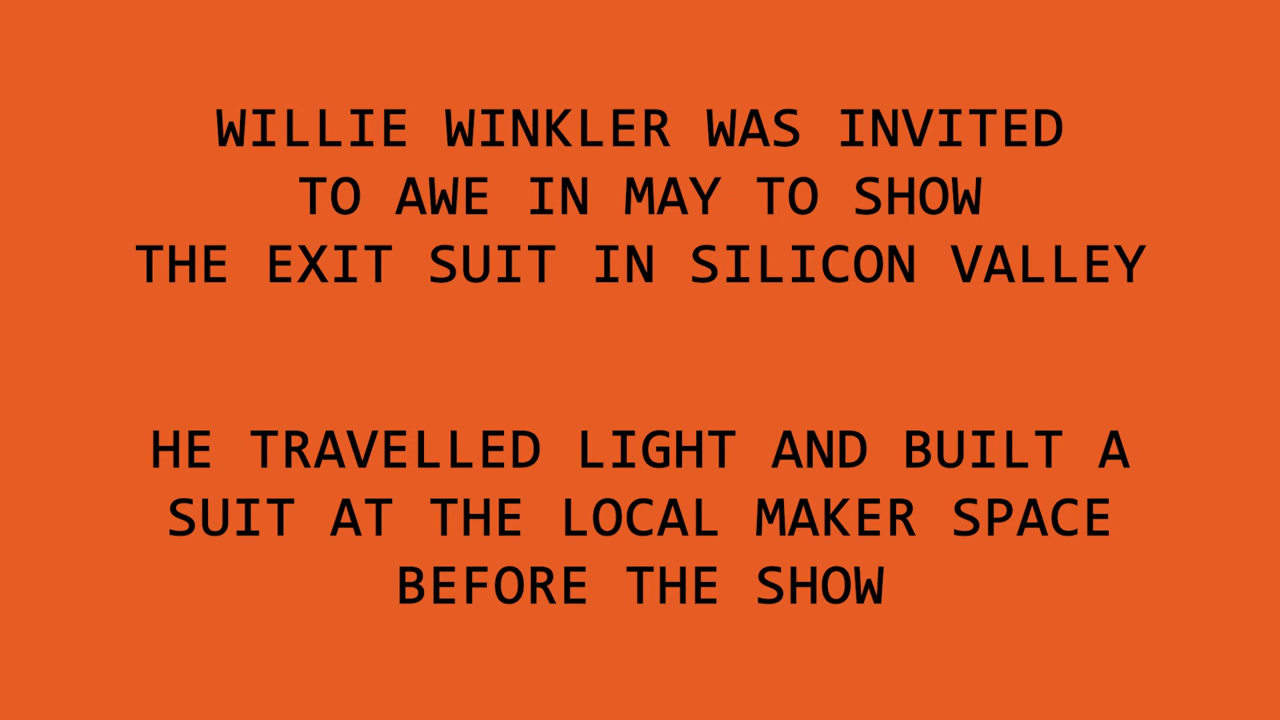 WILLIE WINKLER WAS INVITED
TO AWE IN MAY TO SHOW
THE EXIT SUIT IN SILICON VALLEY
HE TRAVELLED LIGHT AND BUILT A
SUIT AT THE LOCAL MAKER SPACE
BEFORE THE SHOW